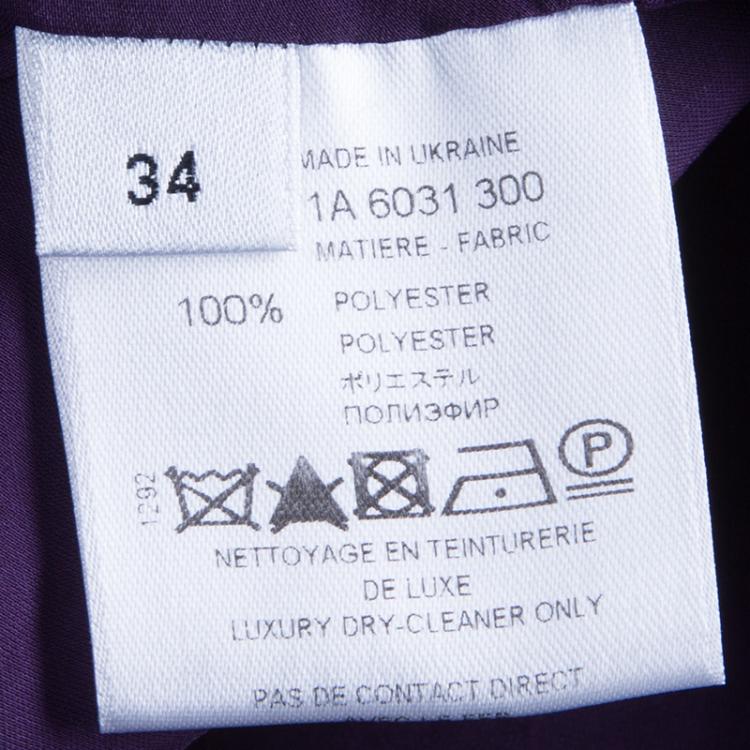 34
MADE IN UKRAINE
1A 6031 300
MATIERE - FABRIC
100% POLYESTER
POLYESTER
ポリエステル
ПОЛИЭФИР
1292
P
NETTOYAGE EN TEINTURERIE
DE LUXE
LUXURY DRY-CLEANER ONLY
PAS DE CONTACT DIRECT